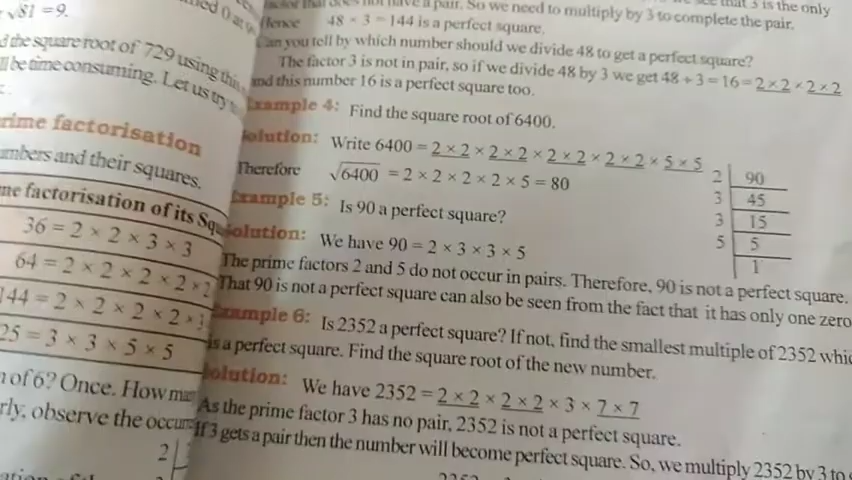 √81 = 9.
the square root of 729 using this
be time consuming. Let us try
rime factorisation
umbers and their squares.
me factorisation of its Squ
36 = 2 × 2 × 3 × 3
64 = 2 × 2 × 2 × 2 × 2
144 = 2 × 2 × 2 × 2 × 3
25 = 3 × 3 × 5 × 5
of 6? Once. How man
rly, observe the occur
2
not have a pair. So we need to multiply by 3 to complete the pair.
Hence 48 × 3 = 144 is a perfect square.
Can you tell by which number should we divide 48 to get a perfect square?
The factor 3 is not in pair, so if we divide 48 by 3 we get 48 ÷ 3 = 16 = 2 × 2 × 2 × 2
and this number 16 is a perfect square too.
Example 4: Find the square root of 6400.
Solution: Write 6400 = 2 × 2 × 2 × 2 × 2 × 2 × 2 × 2 × 5 × 5
Therefore √6400 = 2 × 2 × 2 × 2 × 5 = 80
2 90
3 45
3 15
5 5
1
Example 5: Is 90 a perfect square?
Solution: We have 90 = 2 × 3 × 3 × 5
The prime factors 2 and 5 do not occur in pairs. Therefore, 90 is not a perfect square.
That 90 is not a perfect square can also be seen from the fact that it has only one zero
Example 6: Is 2352 a perfect square? If not, find the smallest multiple of 2352 whic
is a perfect square. Find the square root of the new number.
Solution: We have 2352 = 2 × 2 × 2 × 2 × 3 × 7 × 7
As the prime factor 3 has no pair, 2352 is not a perfect square.
If 3 gets a pair then the number will become perfect square. So, we multiply 2352 by 3 to